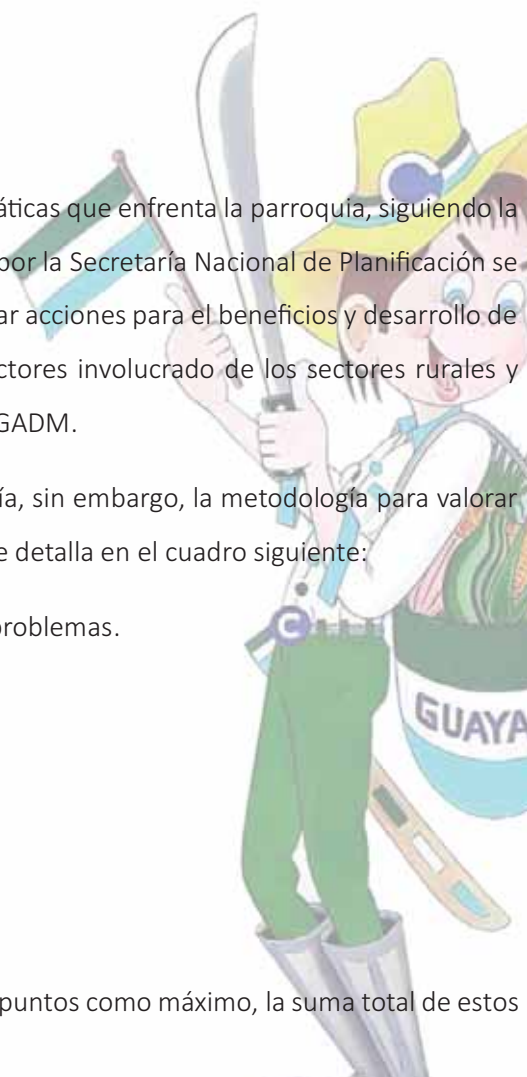 áticas que enfrenta la parroquia, siguiendo la
por la Secretaría Nacional de Planificación se
ar acciones para el beneficios y desarrollo de
ctores involucrado de los sectores rurales y
GADM.
ía, sin embargo, la metodología para valorar
e detalla en el cuadro siguiente:
problemas.
C
GUAYA
puntos como máximo, la suma total de estos